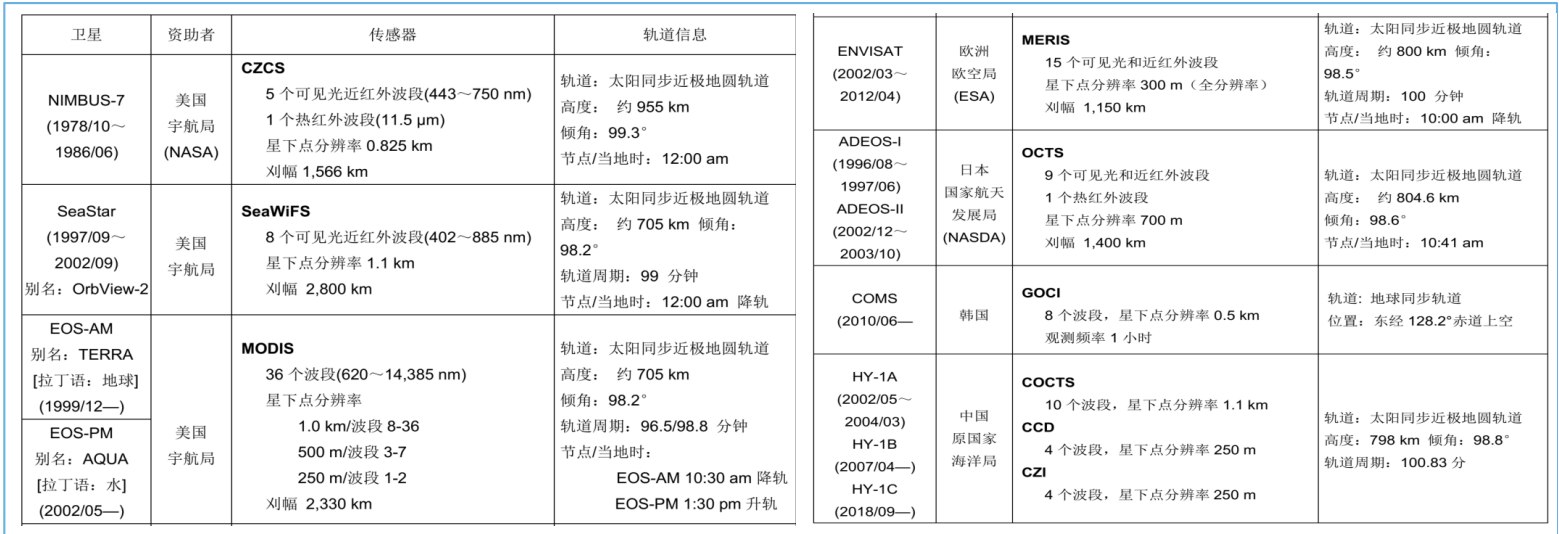 卫星 资助者 传感器 轨道信息
NIMBUS-7
(1978/10～
1986/06)
美国
宇航局
(NASA)
CZCS
5 个可见光近红外波段(443～750 nm)
1 个热红外波段(11.5 μm)
星下点分辨率 0.825 km
刈幅 1,566 km
轨道：太阳同步近极地圆轨道
高度： 约 955 km
倾角：99.3°
节点/当地时：12:00 am
SeaStar
(1997/09～
2002/09)
别名：OrbView-2
美国
宇航局
SeaWiFS
8 个可见光近红外波段(402～885 nm)
星下点分辨率 1.1 km
刈幅 2,800 km
轨道：太阳同步近极地圆轨道
高度： 约 705 km 倾角：
98.2°
轨道周期：99 分钟
节点/当地时：12:00 am 降轨
EOS-AM
别名：TERRA
[拉丁语：地球]
(1999/12—)
EOS-PM
别名：AQUA
[拉丁语：水]
(2002/05—)
美国
宇航局
MODIS
36 个波段(620～14,385 nm)
星下点分辨率
1.0 km/波段 8-36
500 m/波段 3-7
250 m/波段 1-2
刈幅 2,330 km
轨道：太阳同步近极地圆轨道
高度： 约 705 km
倾角：98.2°
轨道周期：96.5/98.8 分钟
节点/当地时：
EOS-AM 10:30 am 降轨
EOS-PM 1:30 pm 升轨
ENVISAT
(2002/03～
2012/04)
欧洲
欧空局
(ESA)
MERIS
15 个可见光和近红外波段
星下点分辨率 300 m（全分辨率）
刈幅 1,150 km
轨道：太阳同步近极地圆轨道
高度： 约 800 km 倾角：
98.5°
轨道周期：100 分钟
节点/当地时：10:00 am 降轨
ADEOS-I
(1996/08～
1997/06)
ADEOS-II
(2002/12～
2003/10)
日本
国家航天
发展局
(NASDA)
OCTS
9 个可见光和近红外波段
1 个热红外波段
星下点分辨率 700 m
刈幅 1,400 km
轨道：太阳同步近极地圆轨道
高度： 约 804.6 km
倾角：98.6°
节点/当地时：10:41 am
COMS
(2010/06—
韩国
GOCI
8 个波段，星下点分辨率 0.5 km
观测频率 1 小时
轨道: 地球同步轨道
位置：东经 128.2°赤道上空
HY-1A
(2002/05～
2004/03)
HY-1B
(2007/04—)
HY-1C
(2018/09—)
中国
原国家
海洋局
COCTS
10 个波段，星下点分辨率 1.1 km
CCD
4 个波段，星下点分辨率 250 m
CZI
4 个波段，星下点分辨率 250 m
轨道：太阳同步近极地圆轨道
高度：798 km 倾角：98.8°
轨道周期：100.83 分